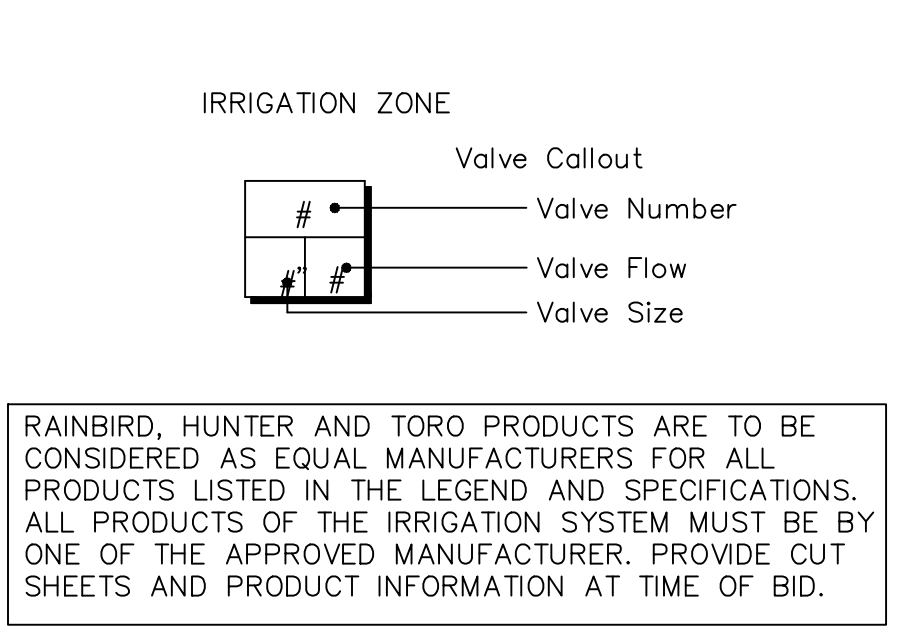 IRRIGATION ZONE
Valve Callout
# Valve Number
#" # Valve Flow
Valve Size
RAINBIRD, HUNTER AND TORO PRODUCTS ARE TO BE
CONSIDERED AS EQUAL MANUFACTURERS FOR ALL
PRODUCTS LISTED IN THE LEGEND AND SPECIFICATIONS.
ALL PRODUCTS OF THE IRRIGATION SYSTEM MUST BE BY
ONE OF THE APPROVED MANUFACTURER. PROVIDE CUT
SHEETS AND PRODUCT INFORMATION AT TIME OF BID.